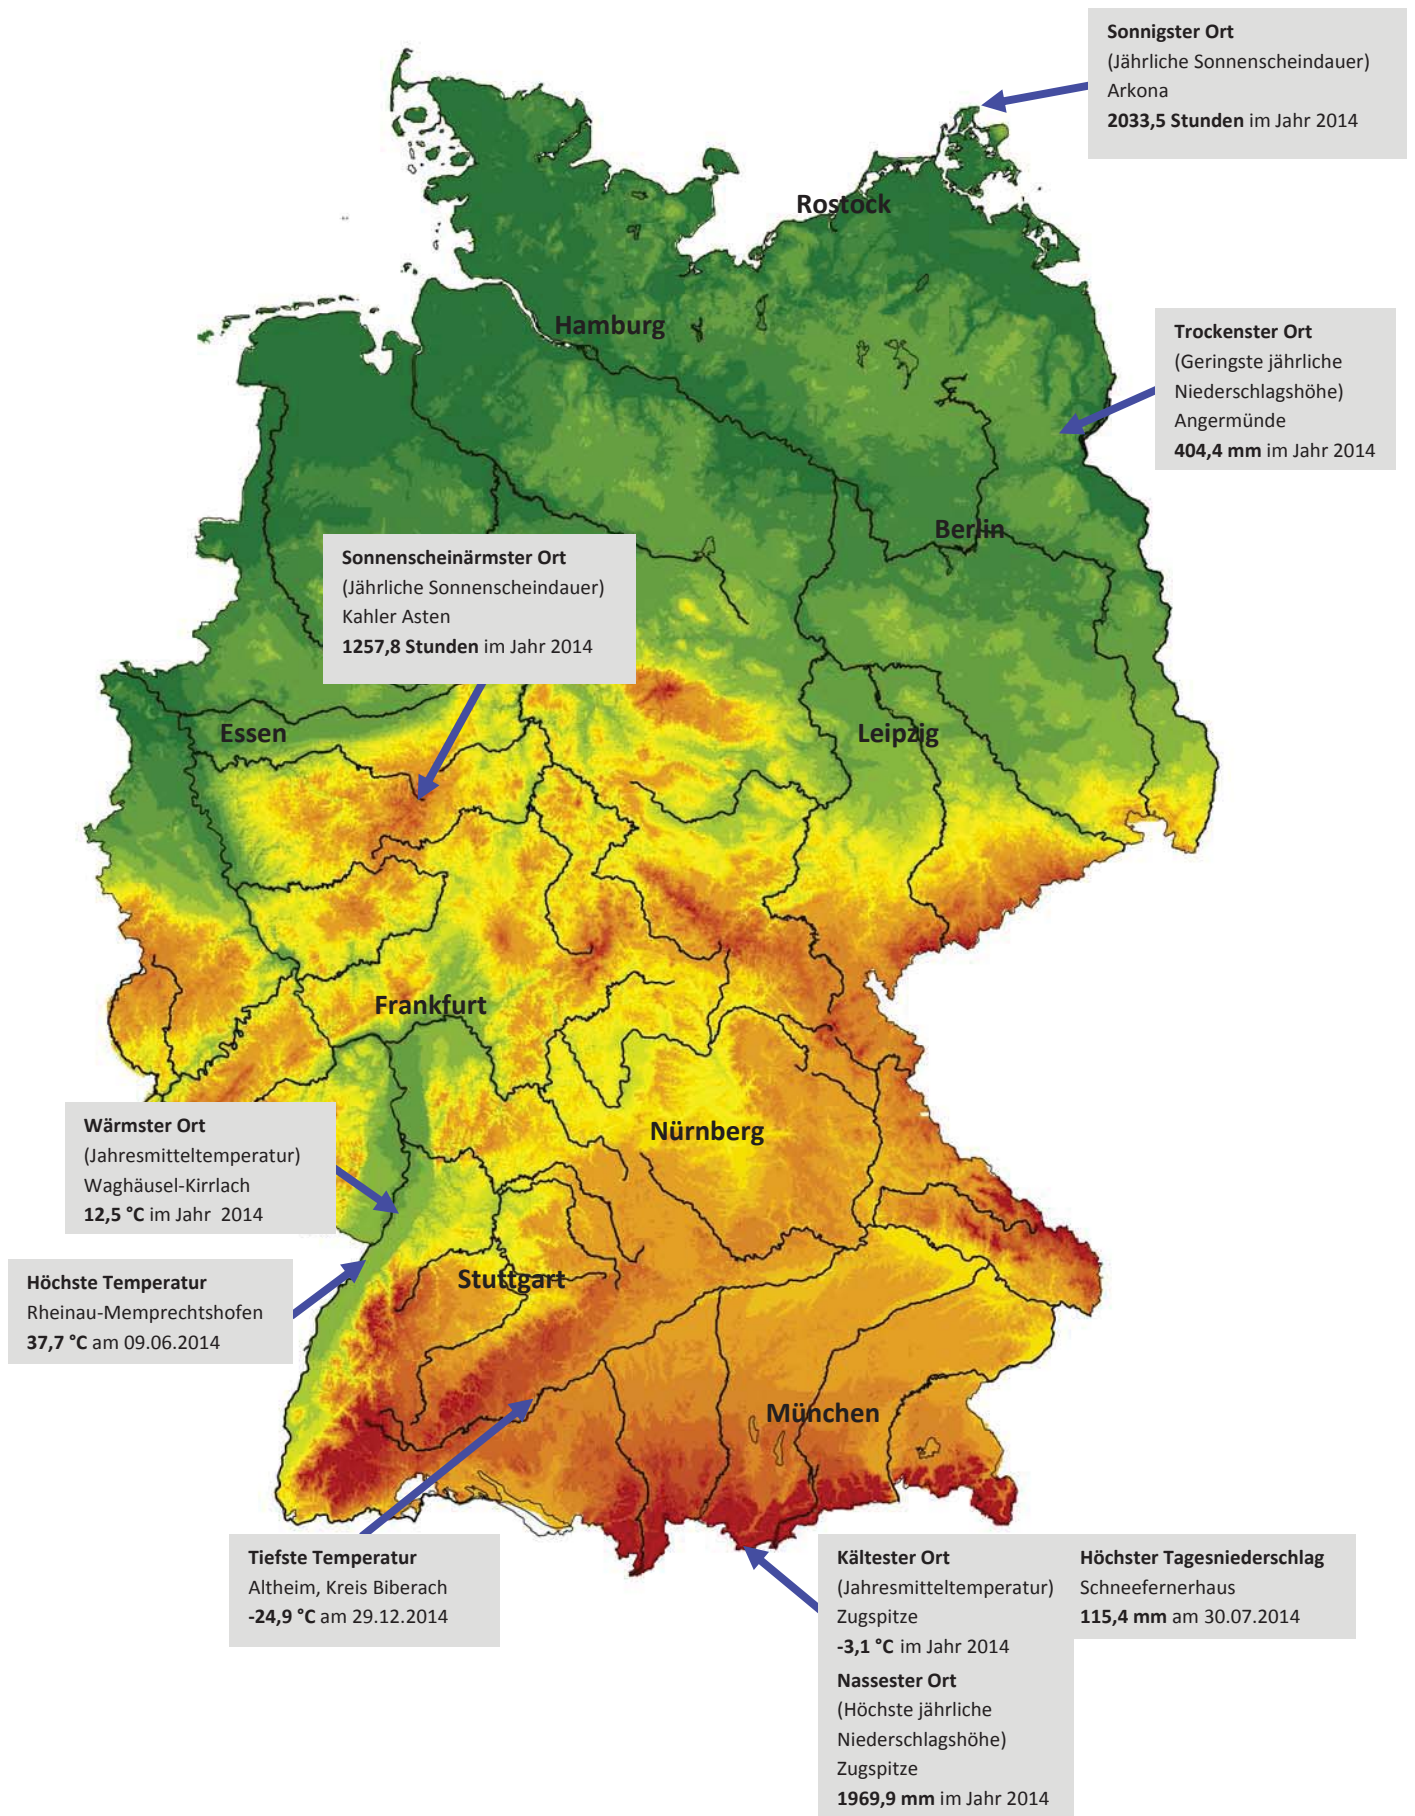 Sonnigster Ort
(Jährliche Sonnenscheindauer)
Arkona
2033,5 Stunden im Jahr 2014
Rostock
Hamburg
Trockenster Ort
(Geringste jährliche
Niederschlagshöhe)
Angermünde
404,4 mm im Jahr 2014
Berlin
Sonnenscheinärmster Ort
(Jährliche Sonnenscheindauer)
Kahler Asten
1257,8 Stunden im Jahr 2014
Essen
Leipzig
Frankfurt
Wärmster Ort
(Jahresmitteltemperatur)
Waghäusel-Kirrlach
12,5 °C im Jahr 2014
Nürnberg
Höchste Temperatur
Rheinau-Memprechtshofen
37,7 °C am 09.06.2014
Stuttgart
München
Tiefste Temperatur
Altheim, Kreis Biberach
-24,9 °C am 29.12.2014
Kältester Ort
(Jahresmitteltemperatur)
Zugspitze
-3,1 °C im Jahr 2014
Nassester Ort
(Höchste jährliche
Niederschlagshöhe)
Zugspitze
1969,9 mm im Jahr 2014
Höchster Tagesniederschlag
Schneefernerhaus
115,4 mm am 30.07.2014